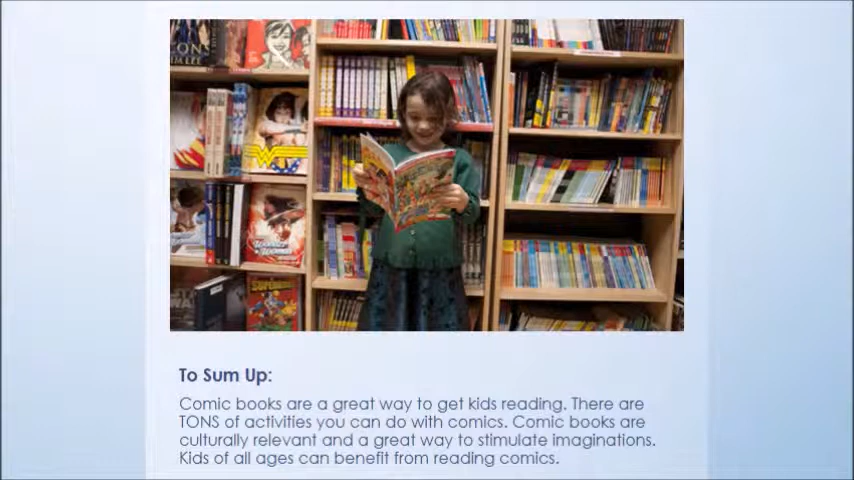 To Sum Up:
Comic books are a great way to get kids reading. There are
TONS of activities you can do with comics. Comic books are
culturally relevant and a great way to stimulate imaginations.
Kids of all ages can benefit from reading comics.